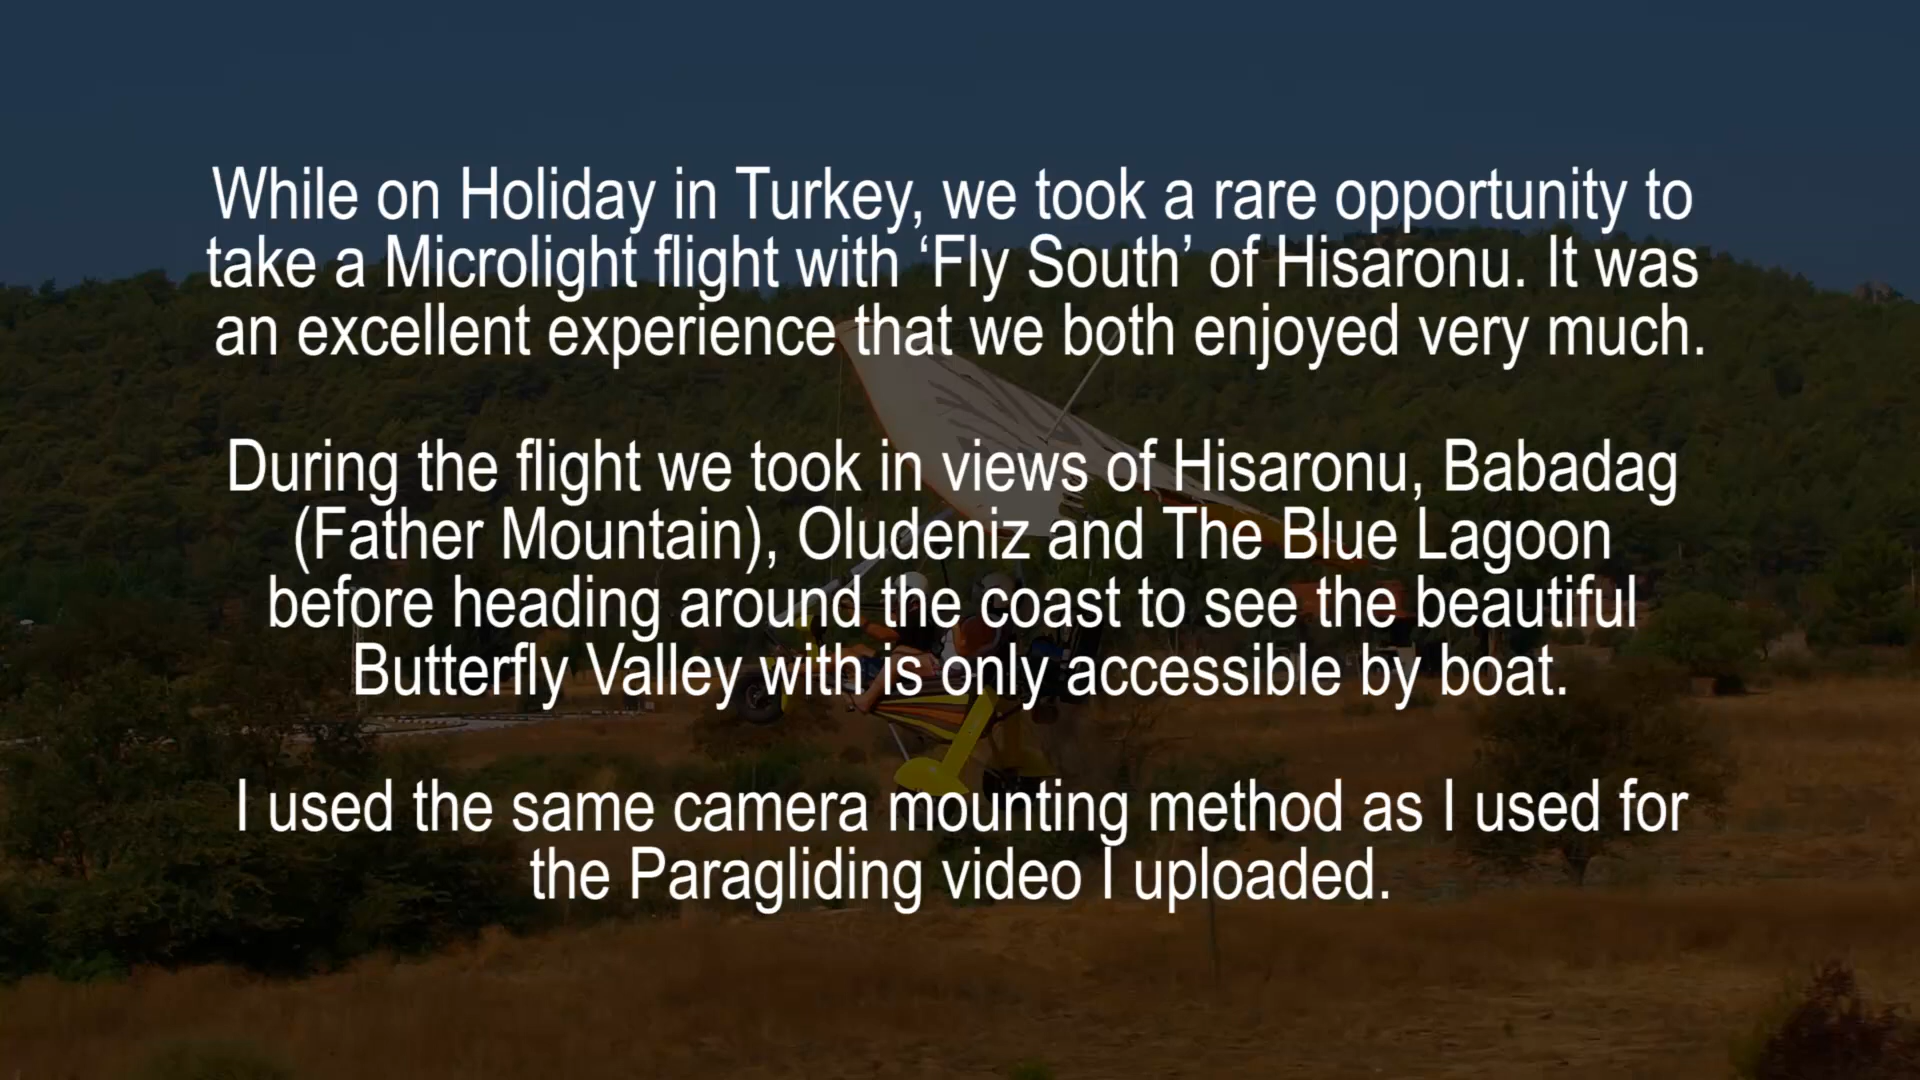 While on Holiday in Turkey, we took a rare opportunity to
take a Microlight flight with ‘Fly South’ of Hisaronu. It was
an excellent experience that we both enjoyed very much.
During the flight we took in views of Hisaronu, Babadag
(Father Mountain), Oludeniz and The Blue Lagoon
before heading around the coast to see the beautiful
Butterfly Valley with is only accessible by boat.
I used the same camera mounting method as I used for
the Paragliding video I uploaded.